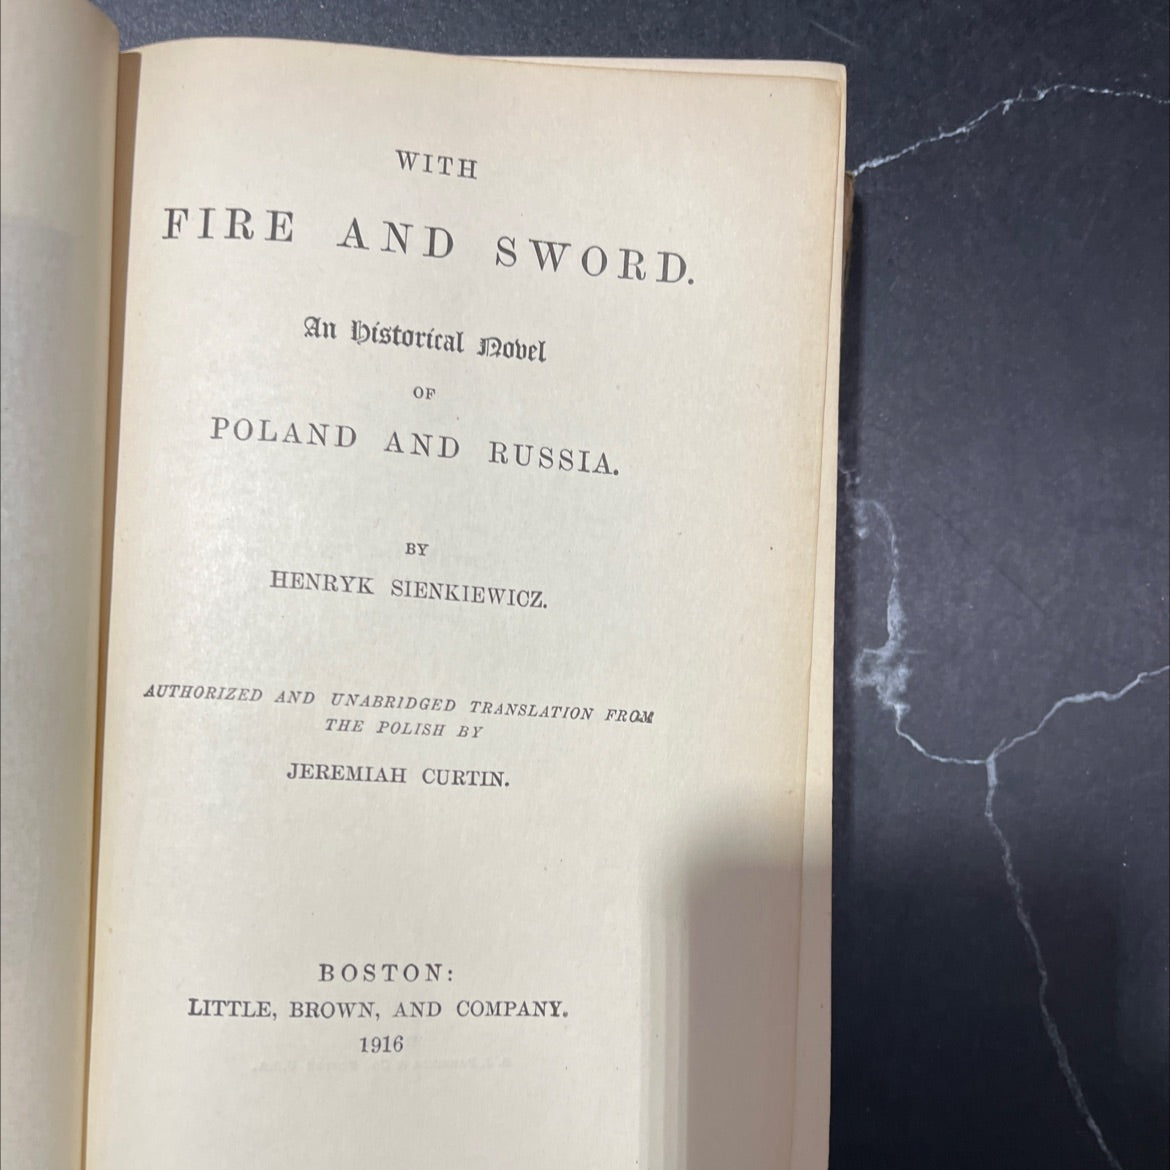 WITH
FIRE AND SWORD.
An Historical Novel
OF
POLAND AND RUSSIA.
BY
HENRYK SIENKIEWICZ.
AUTHORIZED AND UNABRIDGED TRANSLATION FROM
THE POLISH BY
JEREMIAH CURTIN.
BOSTON:
LITTLE, BROWN, AND COMPANY.
1916